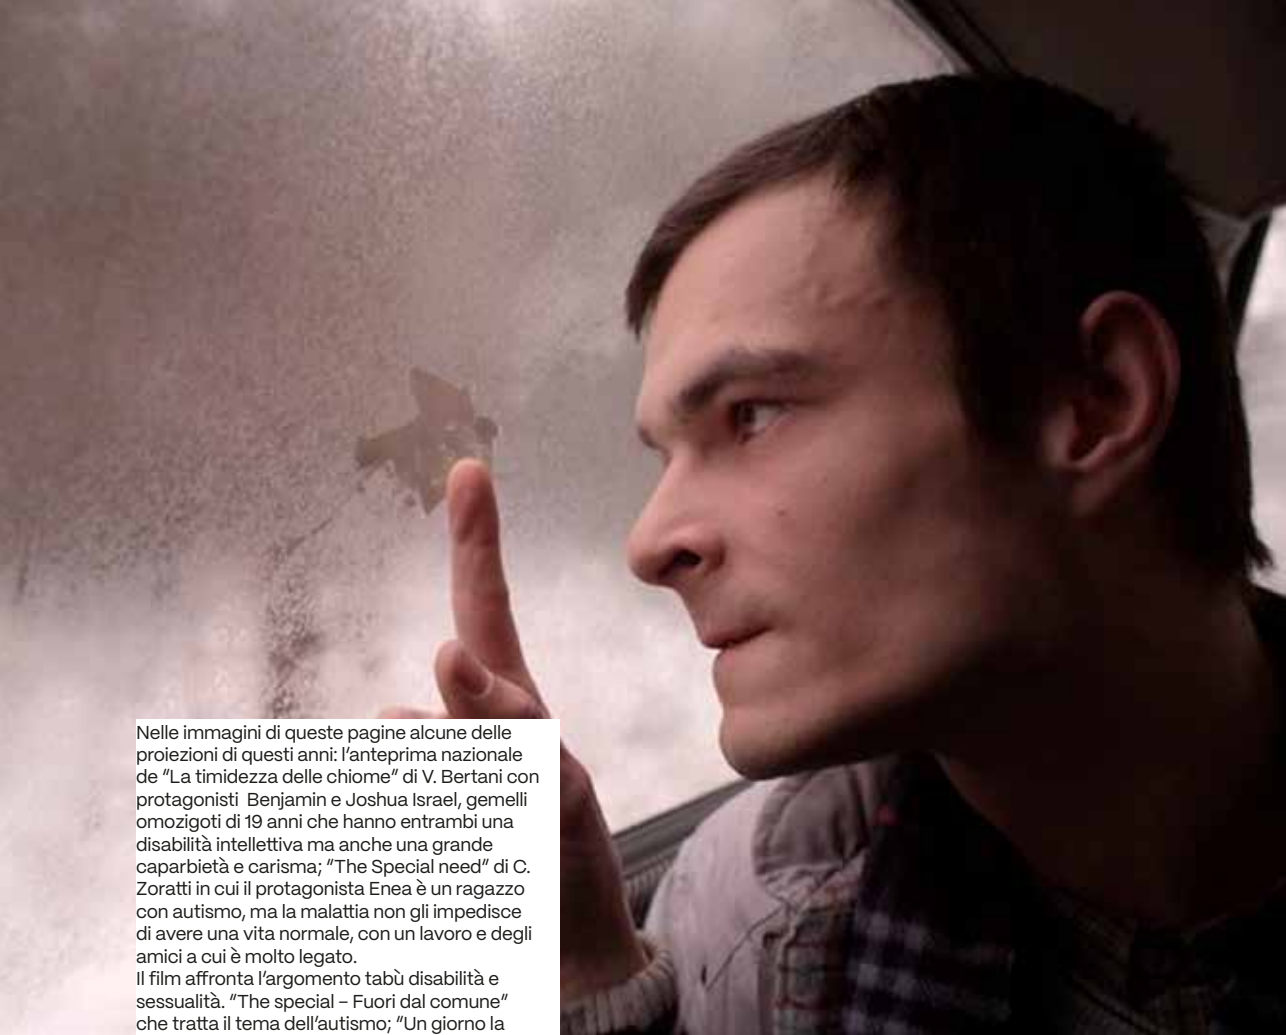 Nelle immagini di queste pagine alcune delle
proiezioni di questi anni: l’anteprima nazionale
de “La timidezza delle chiome” di V. Bertani con
protagonisti  Benjamin e Joshua Israel, gemelli
omozigoti di 19 anni che hanno entrambi una
disabilità intellettiva ma anche una grande
caparbietà e carisma; “The Special need” di C.
Zoratti in cui il protagonista Enea è un ragazzo
con autismo, ma la malattia non gli impedisce
di avere una vita normale, con un lavoro e degli
amici a cui è molto legato.
Il film affronta l’argomento tabù disabilità e
sessualità. “The special – Fuori dal comune”
che tratta il tema dell’autismo; “Un giorno la